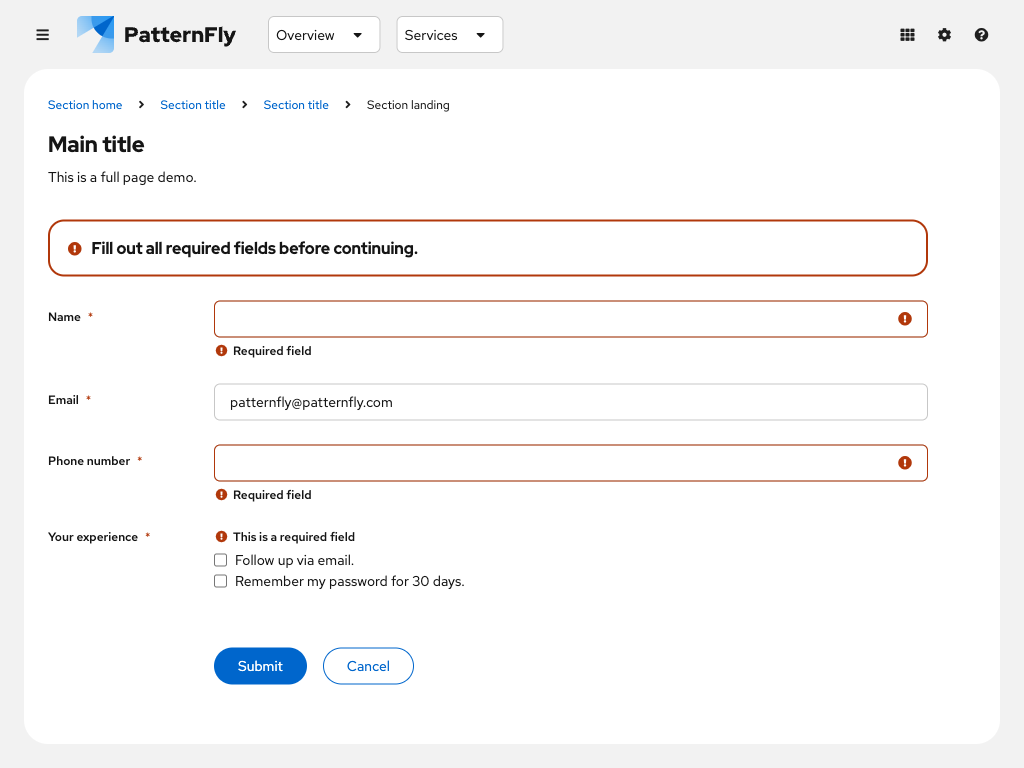 PatternFly Overview Services
Section home Section title Section title Section landing
Main title
This is a full page demo.
Fill out all required fields before continuing.
Name *
Required field
Email * patternfly@patternfly.com
Phone number *
Required field
Your experience * This is a required field
Follow up via email.
Remember my password for 30 days.
Submit Cancel